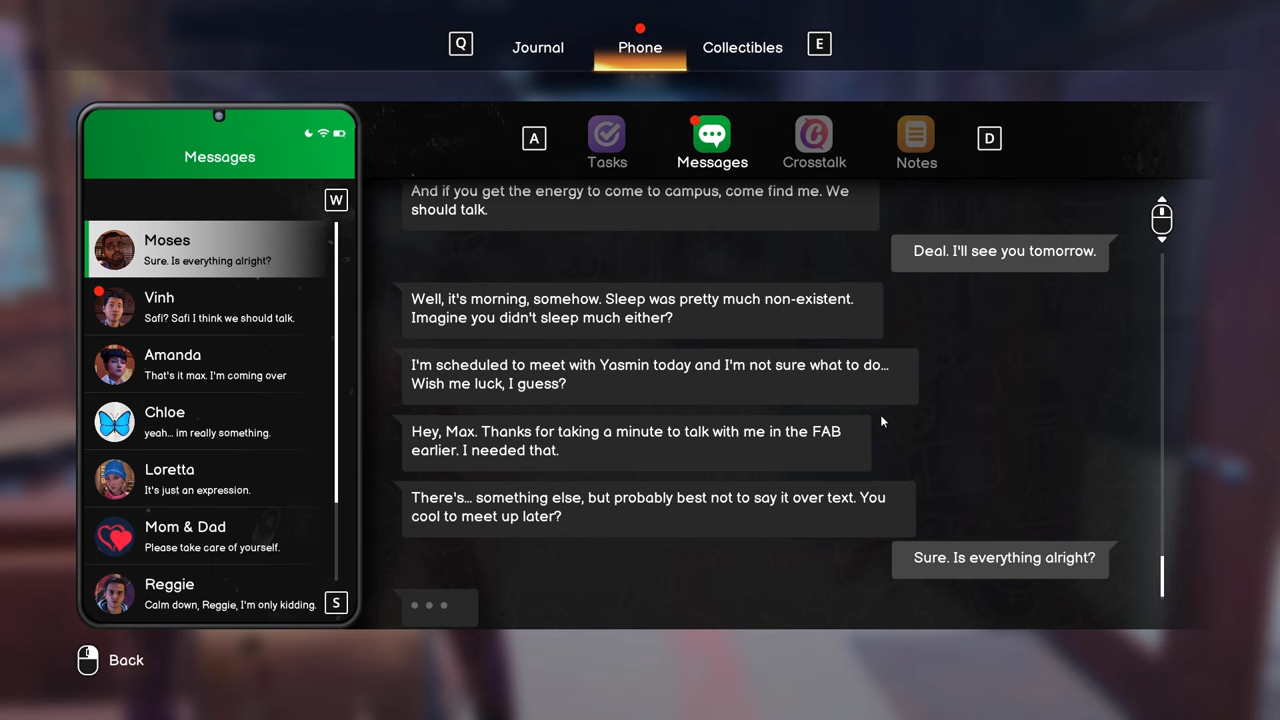 Q
Journal
Phone
Collectibles
E
Messages
W
Moses
Sure. Is everything alright?
Vinh
Safi? Safi I think we should talk.
Amanda
That's it max. I'm coming over
Chloe
yeah... im really something.
Loretta
It's just an expression.
Mom & Dad
Please take care of yourself.
Reggie
Calm down, Reggie, I'm only kidding.
S
A
Tasks
Messages
Crosstalk
Notes
D
And if you get the energy to come to campus, come find me. We
should talk.
Deal. I'll see you tomorrow.
Well, it's morning, somehow. Sleep was pretty much non-existent.
Imagine you didn't sleep much either?
I'm scheduled to meet with Yasmin today and I'm not sure what to do...
Wish me luck, I guess?
Hey, Max. Thanks for taking a minute to talk with me in the FAB
earlier. I needed that.
There's... something else, but probably best not to say it over text. You
cool to meet up later?
Sure. Is everything alright?
Back